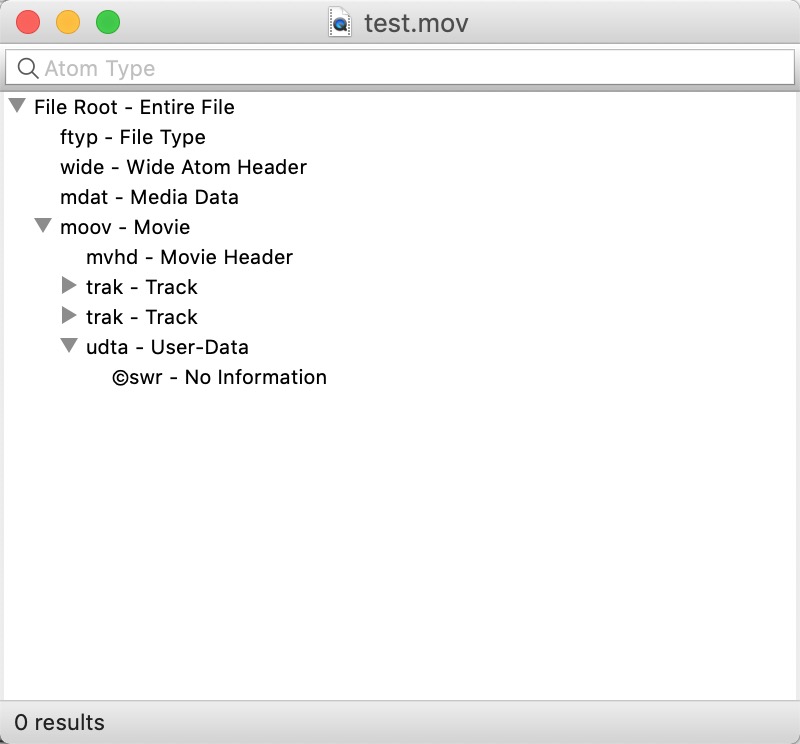 test.mov
Atom Type
File Root - Entire File
ftyp - File Type
wide - Wide Atom Header
mdat - Media Data
moov - Movie
mvhd - Movie Header
trak - Track
trak - Track
udta - User-Data
©swr - No Information
0 results